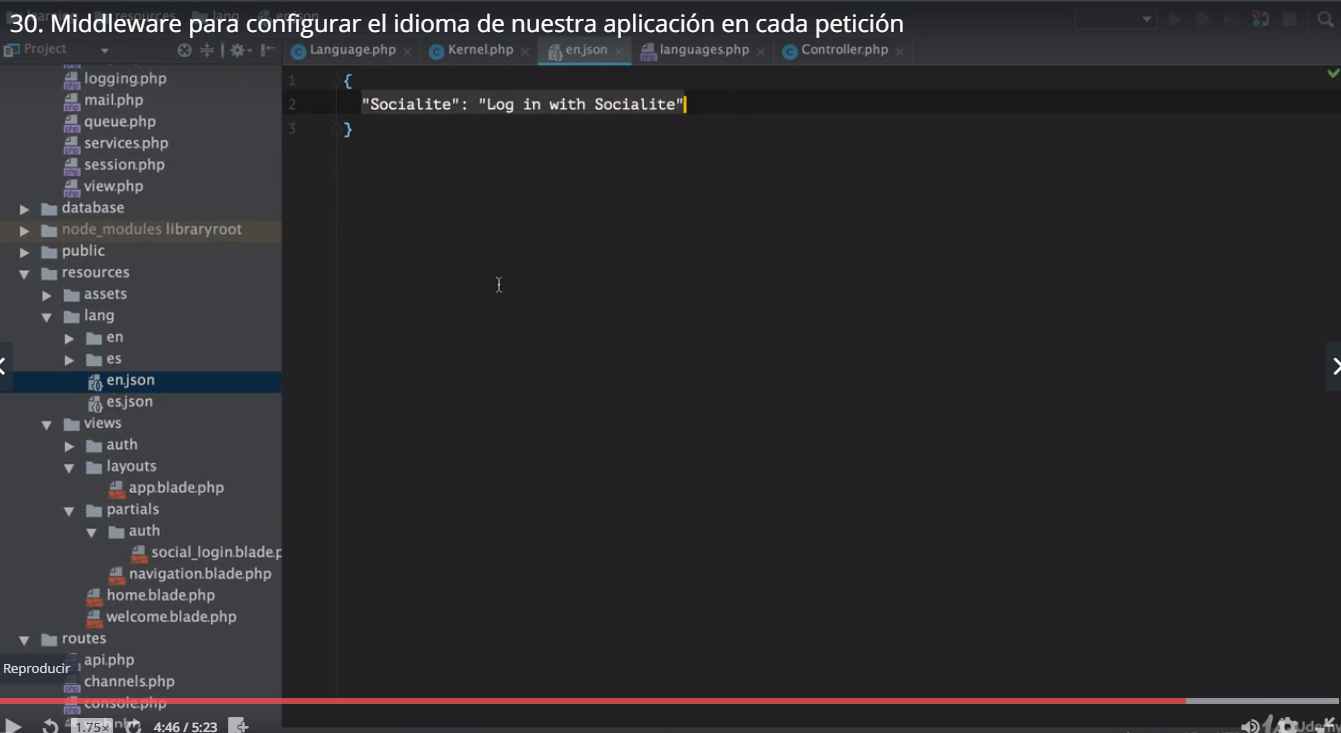 30. Middleware para configurar el idioma de nuestra aplicación en cada petición
Project
Language.php
Kernel.php
en.json
languages.php
Controller.php
1 {
2 "Socialite": "Log in with Socialite"
3 }
logging.php
mail.php
queue.php
services.php
session.php
view.php
database
node_modules libraryroot
public
resources
assets
lang
en
es
en.json
es.json
views
auth
layouts
app.blade.php
partials
auth
social_login.blade.p
navigation.blade.php
home.blade.php
welcome.blade.php
routes
api.php
Reproducir
channels.php
console.php
1.75x
4:46 / 5:23
Udemy